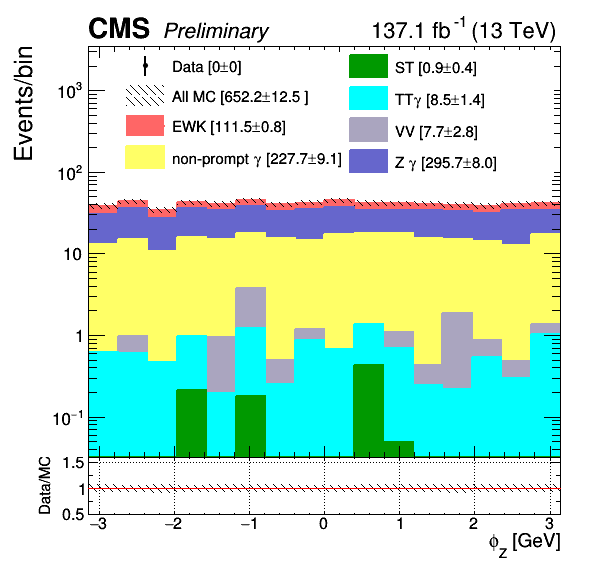 CMS Preliminary 137.1 fb⁻¹ (13 TeV)
Events/bin
Data [0±0]
All MC [652.2±12.5 ]
EWK [111.5±0.8]
non-prompt γ [227.7±9.1]
ST [0.9±0.4]
TTγ [8.5±1.4]
VV [7.7±2.8]
Z γ [295.7±8.0]
10³
10²
10
1
10⁻¹
Data/MC
1.5
1
0.5
−3 −2 −1 0 1 2 3
ϕ_Z [GeV]